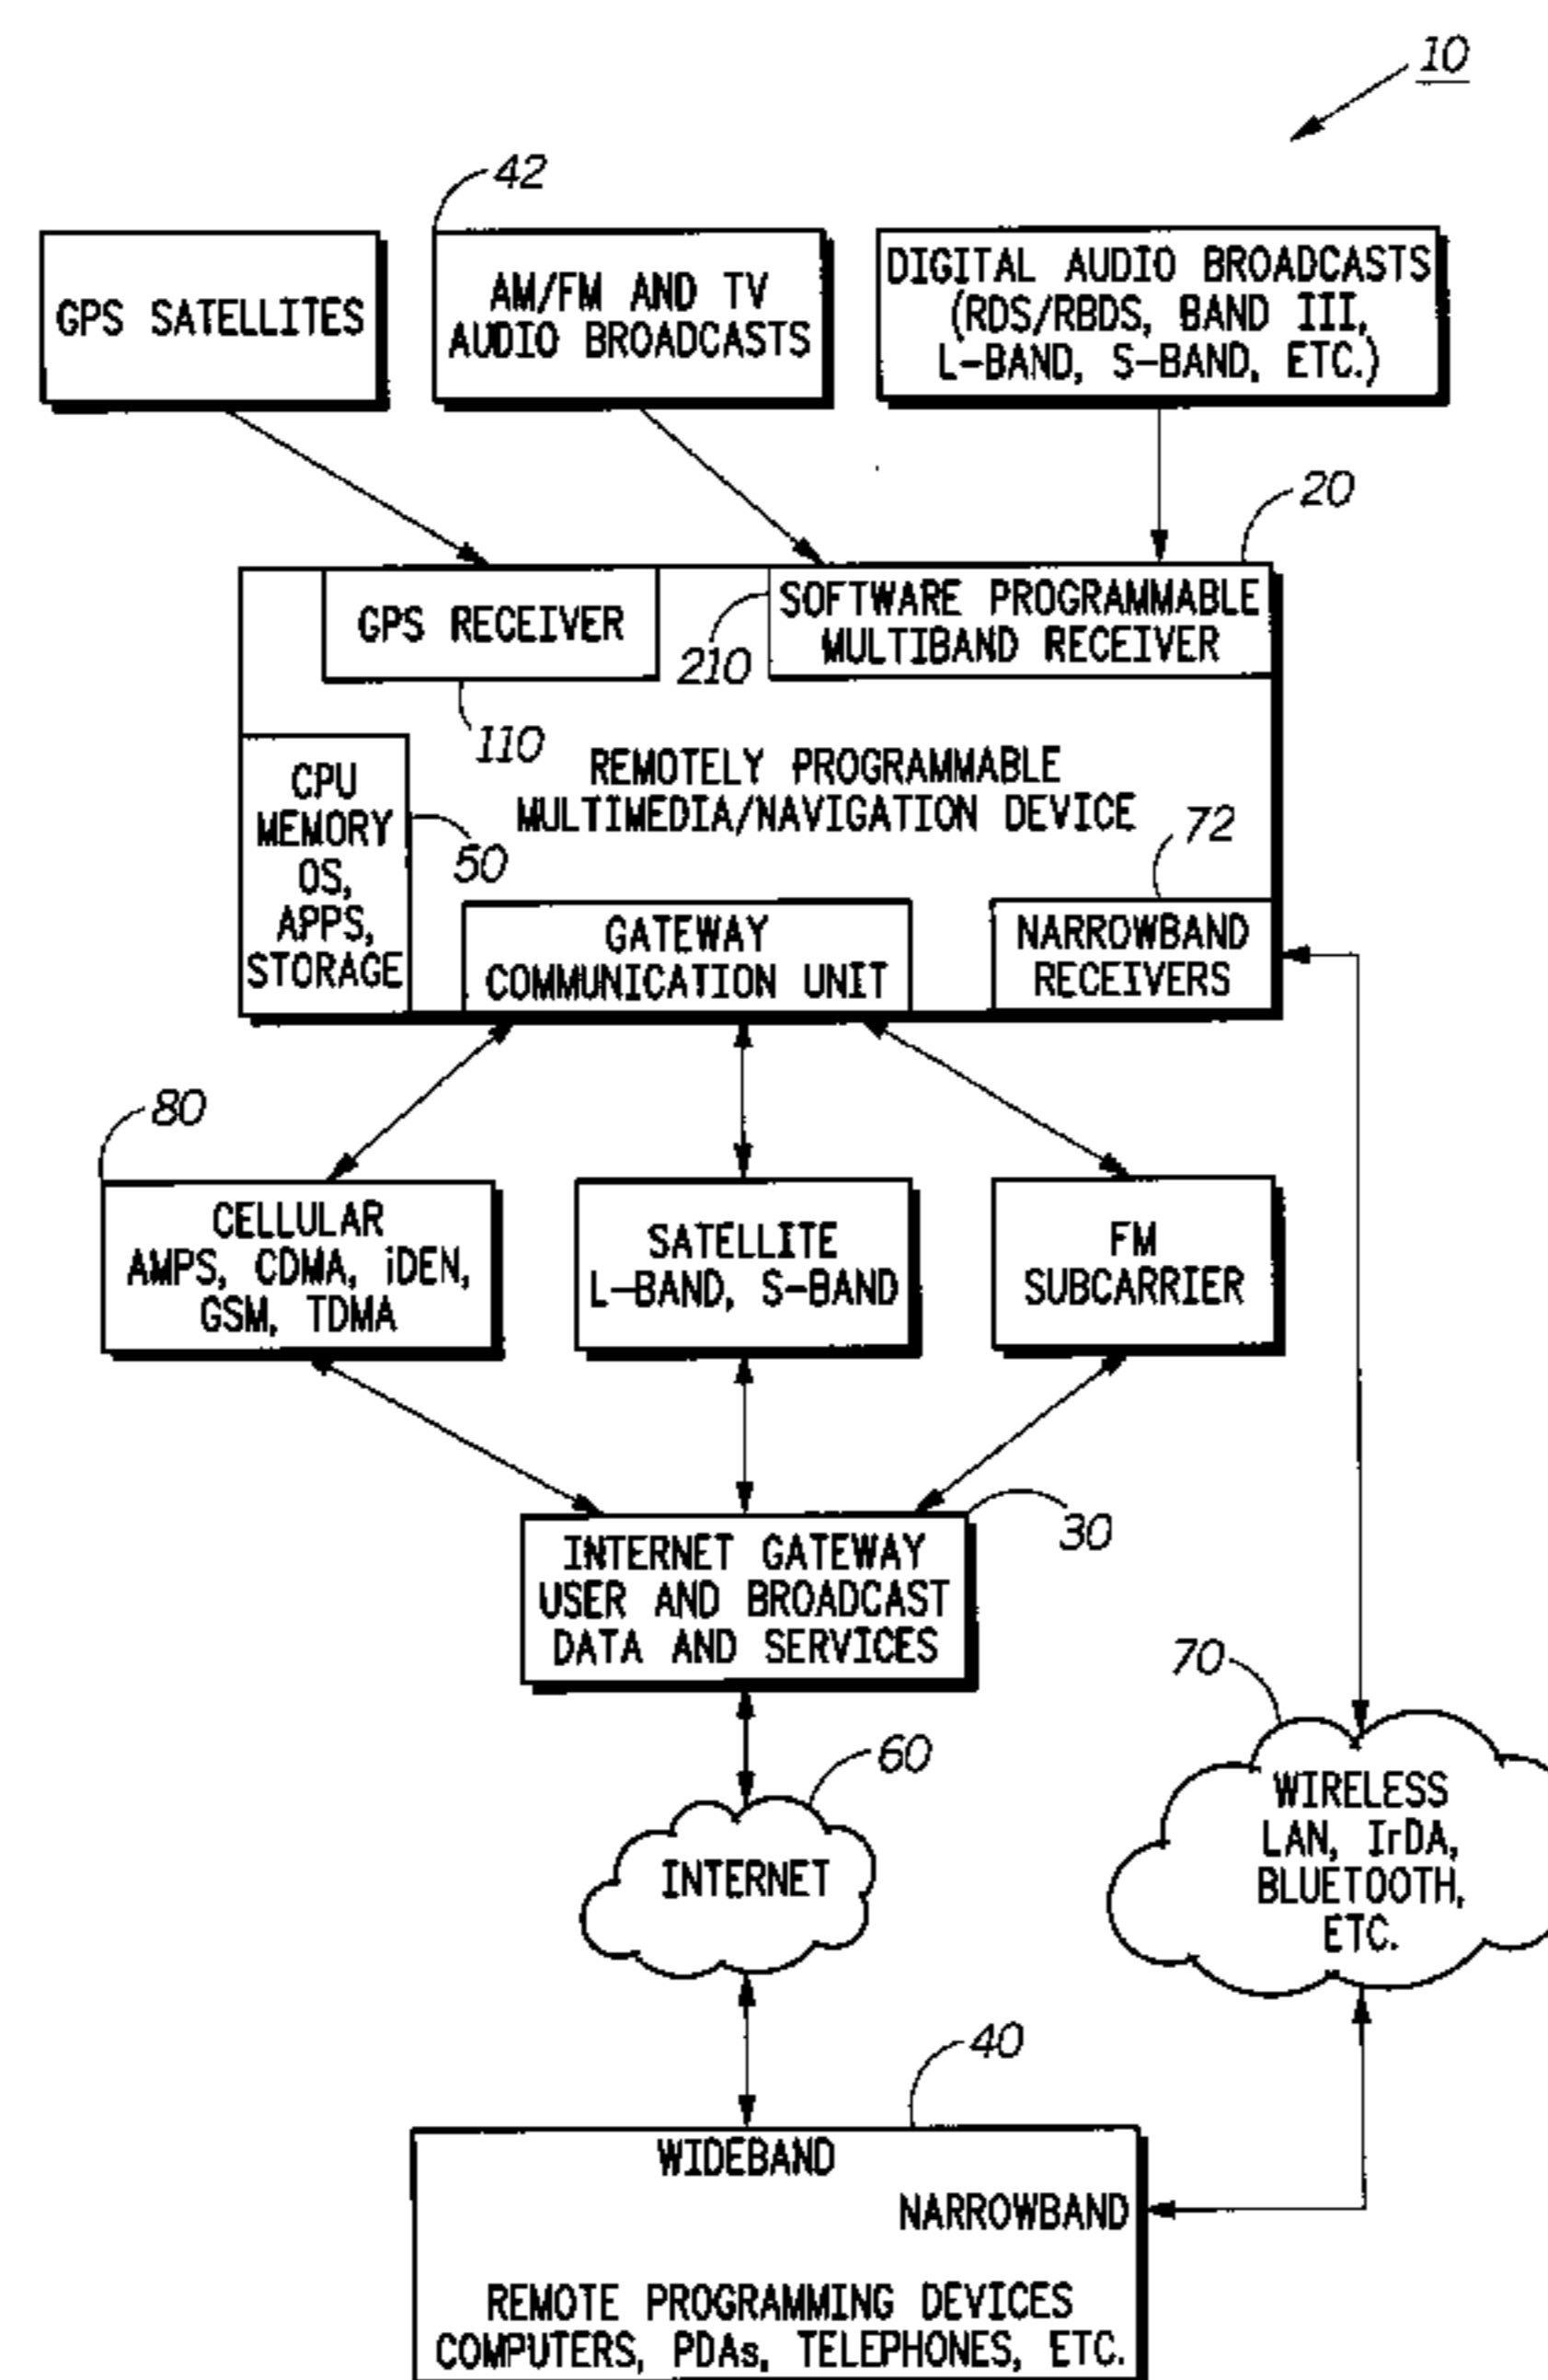 10
42
GPS SATELLITES
AM/FM AND TV
AUDIO BROADCASTS
DIGITAL AUDIO BROADCASTS
(RDS/RBDS, BAND III,
L-BAND, S-BAND, ETC.)
20
GPS RECEIVER
SOFTWARE PROGRAMMABLE
MULTIBAND RECEIVER
210
110
REMOTELY PROGRAMMABLE
MULTIMEDIA/NAVIGATION DEVICE
CPU
MEMORY
OS,
APPS,
STORAGE
50
72
GATEWAY
COMMUNICATION UNIT
NARROWBAND
RECEIVERS
80
CELLULAR
AMPS, CDMA, iDEN,
GSM, TDMA
SATELLITE
L-BAND, S-BAND
FM
SUBCARRIER
30
INTERNET GATEWAY
USER AND BROADCAST
DATA AND SERVICES
70
60
INTERNET
WIRELESS
LAN, IrDA,
BLUETOOTH,
ETC.
40
WIDEBAND
NARROWBAND
REMOTE PROGRAMMING DEVICES
COMPUTERS, PDAs, TELEPHONES, ETC.